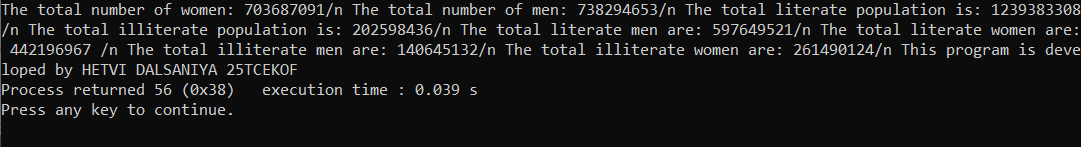 The total number of women: 703687091/n The total number of men: 738294653/n The total literate population is: 1239383308
/n The total illiterate population is: 202598436/n The total literate men are: 597649521/n The total literate women are:
 442196967 /n The total illiterate men are: 140645132/n The total illiterate women are: 261490124/n This program is deve
loped by HETVI DALSANIYA 25TCEKOF
Process returned 56 (0x38)   execution time : 0.039 s
Press any key to continue.